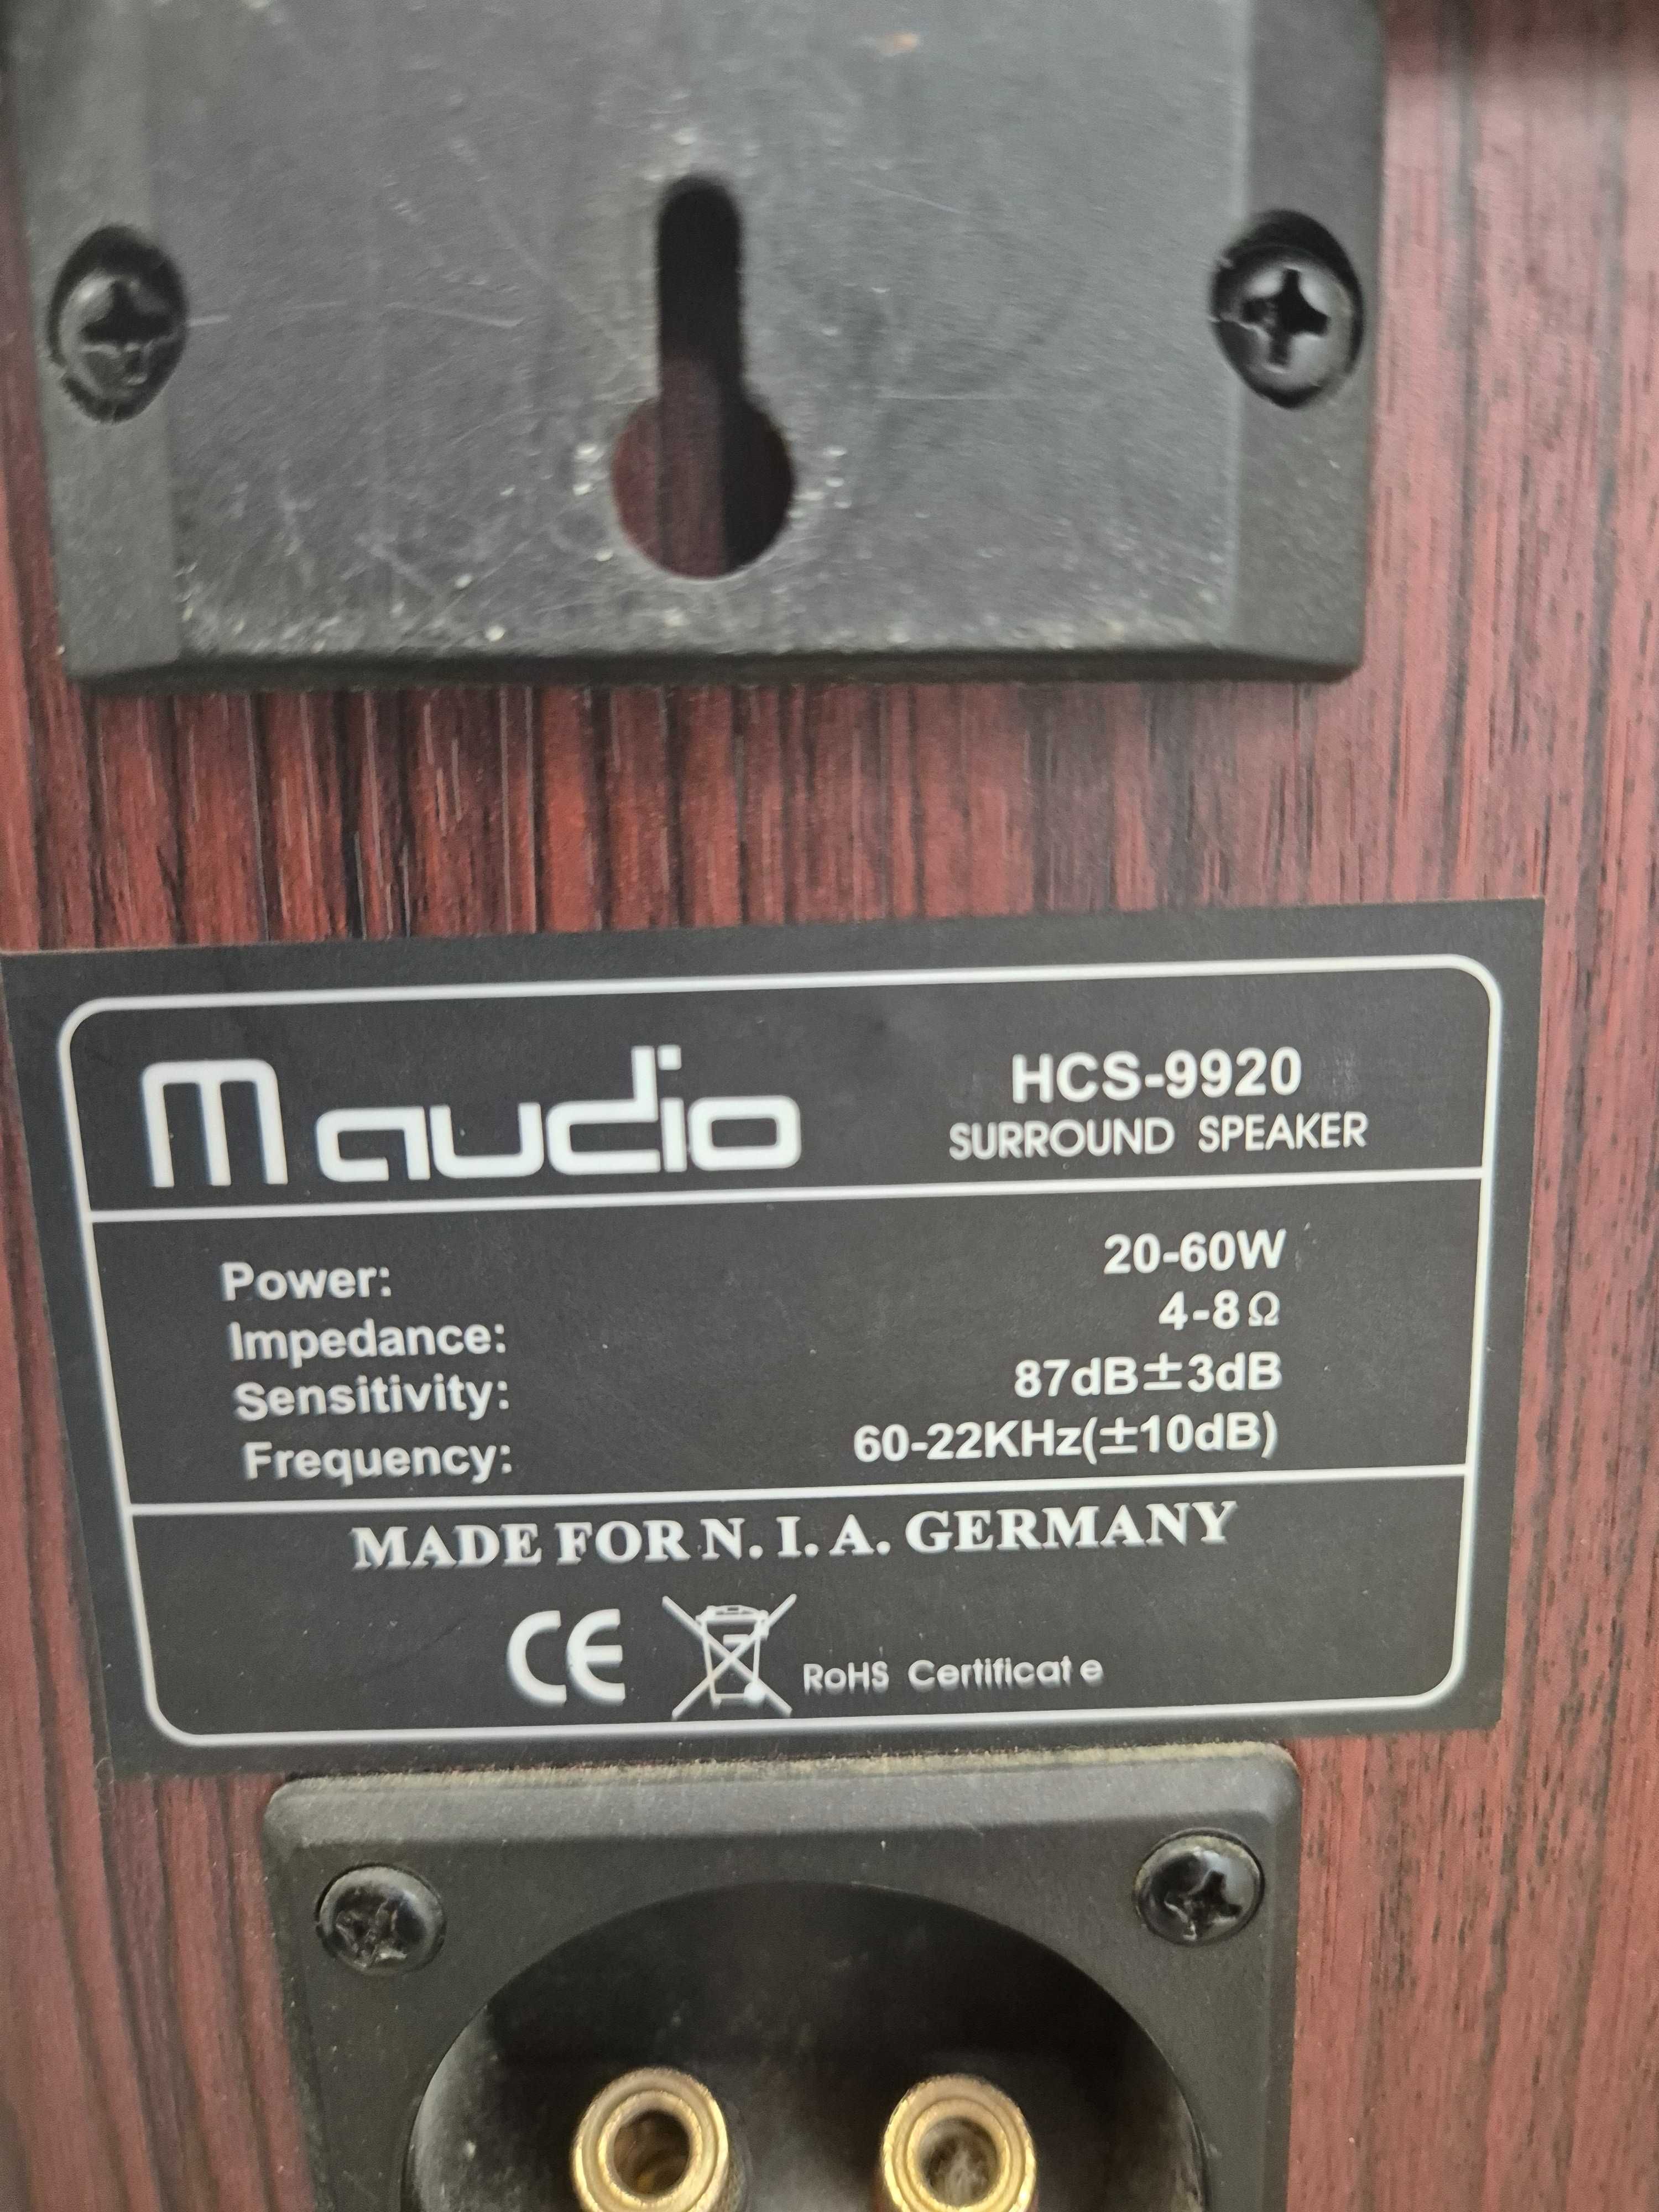 m audio
HCS-9920
SURROUND SPEAKER
Power: 20-60W
Impedance: 4-8Ω
Sensitivity: 87dB±3dB
Frequency: 60-22KHz(±10dB)
MADE FOR N. I. A. GERMANY
CE RoHS Certificate